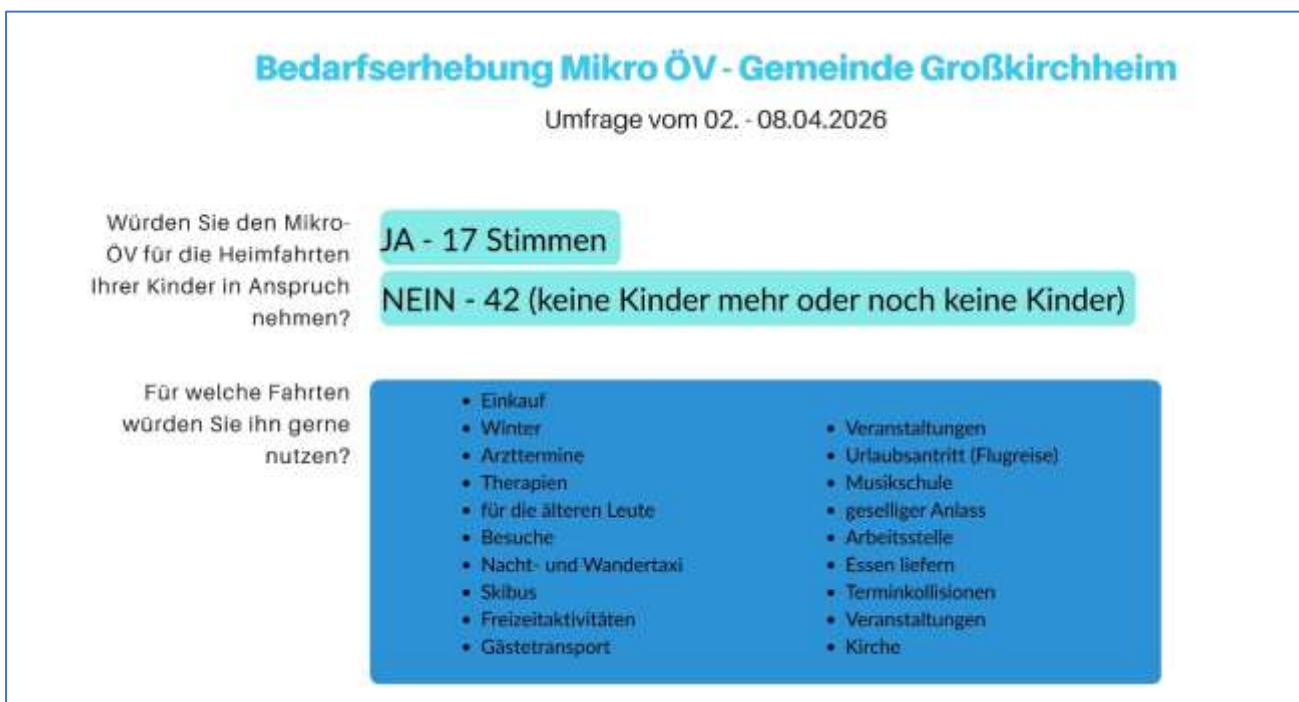 Bedarfserhebung Mikro ÖV - Gemeinde Großkirchheim
Umfrage vom 02. - 08.04.2026
Würden Sie den Mikro-
ÖV für die Heimfahrten
Ihrer Kinder in Anspruch
nehmen?
JA - 17 Stimmen
NEIN - 42 (keine Kinder mehr oder noch keine Kinder)
Für welche Fahrten
würden Sie ihn gerne
nutzen?
• Einkauf
• Winter
• Arzttermine
• Therapien
• für die älteren Leute
• Besuche
• Nacht- und Wandertaxi
• Skibus
• Freizeitaktivitäten
• Gästetransport
• Veranstaltungen
• Urlaubsantritt (Flugreise)
• Musikschule
• geselliger Anlass
• Arbeitsstelle
• Essen liefern
• Terminkollisionen
• Veranstaltungen
• Kirche